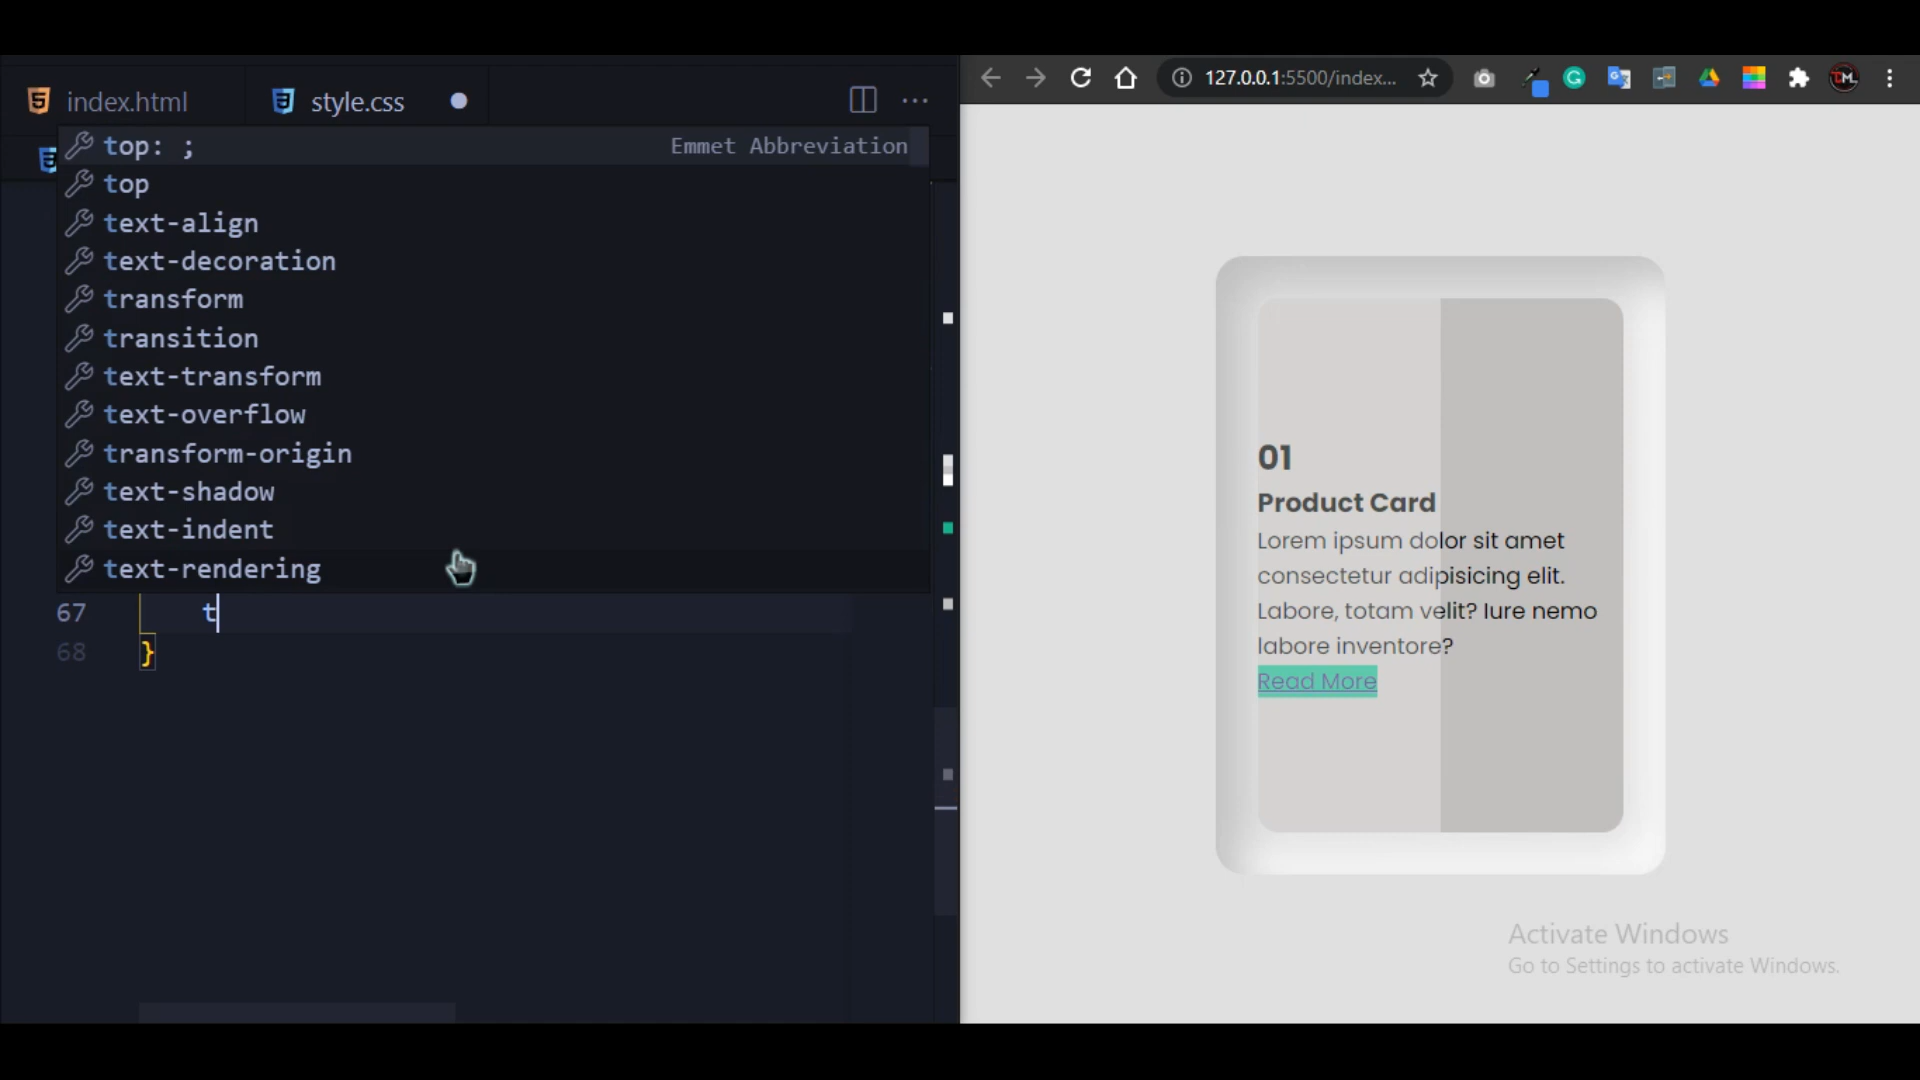 index.html
style.css
top: ;
Emmet Abbreviation
top
text-align
text-decoration
transform
transition
text-transform
text-overflow
transform-origin
text-shadow
text-indent
text-rendering
67 t
68 }
127.0.0.1:5500/index...
01
Product Card
Lorem ipsum dolor sit amet
consectetur adipisicing elit.
Labore, totam velit? Iure nemo
labore inventore?
Read More
Activate Windows
Go to Settings to activate Windows.